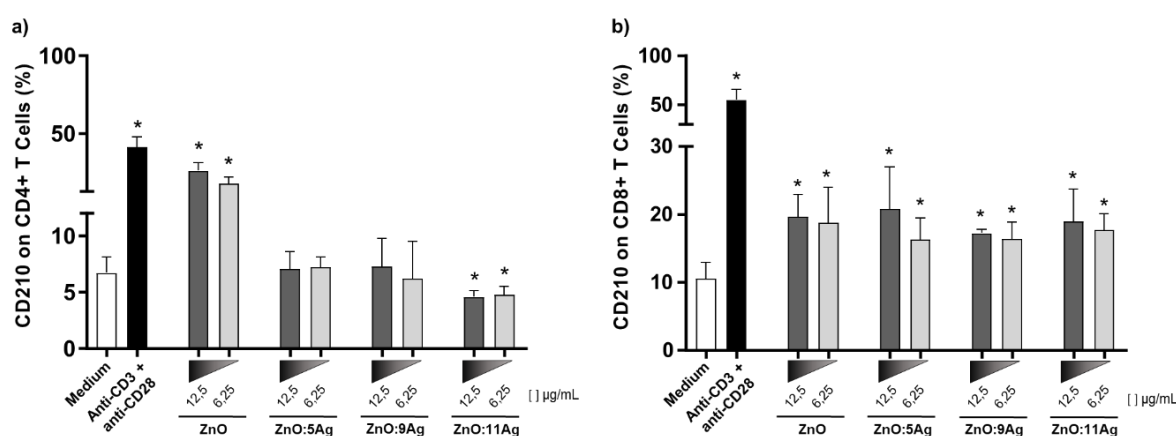 a)
CD210 on CD4+ T Cells (%)
100
50
10
5
0
*
*
*
*
*
Medium
Anti-CD3 +
anti-CD28
12,5
6,25
12,5
6,25
12,5
6,25
12,5
6,25
[ ] µg/mL
ZnO
ZnO:5Ag
ZnO:9Ag
ZnO:11Ag
b)
CD210 on CD8+ T Cells (%)
100
50
20
10
0
*
*
*
*
*
*
*
*
*
Medium
Anti-CD3 +
anti-CD28
12,5
6,25
12,5
6,25
12,5
6,25
12,5
6,25
[ ] µg/mL
ZnO
ZnO:5Ag
ZnO:9Ag
ZnO:11Ag